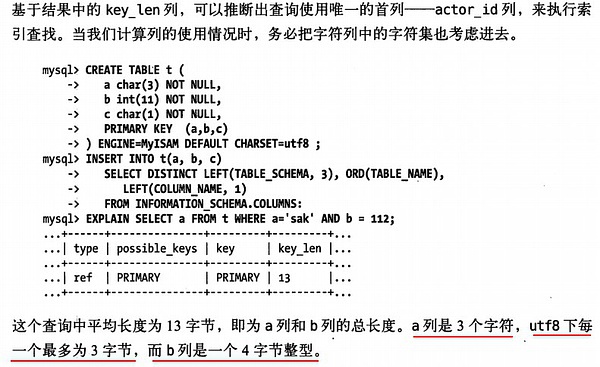 基于结果中的 key_len 列，可以推断出查询使用唯一的首列——actor_id 列，来执行索
引查找。当我们计算列的使用情况时，务必把字符列中的字符集也考虑进去。
mysql> CREATE TABLE t (
-> a char(3) NOT NULL,
-> b int(11) NOT NULL,
-> c char(1) NOT NULL,
-> PRIMARY KEY (a,b,c)
-> ) ENGINE=MyISAM DEFAULT CHARSET=utf8 ;
mysql> INSERT INTO t(a, b, c)
-> SELECT DISTINCT LEFT(TABLE_SCHEMA, 3), ORD(TABLE_NAME),
-> LEFT(COLUMN_NAME, 1)
-> FROM INFORMATION_SCHEMA.COLUMNS:
mysql> EXPLAIN SELECT a FROM t WHERE a='sak' AND b = 112;
...+------+---------------+---------+---------+...
...| type | possible_keys | key | key_len |...
...+------+---------------+---------+---------+...
...| ref | PRIMARY | PRIMARY | 13 |...
...+------+---------------+---------+---------+...
这个查询中平均长度为 13 字节，即为 a 列和 b 列的总长度。a 列是 3 个字符，utf8 下每
一个最多为 3 字节，而 b 列是一个 4 字节整型。